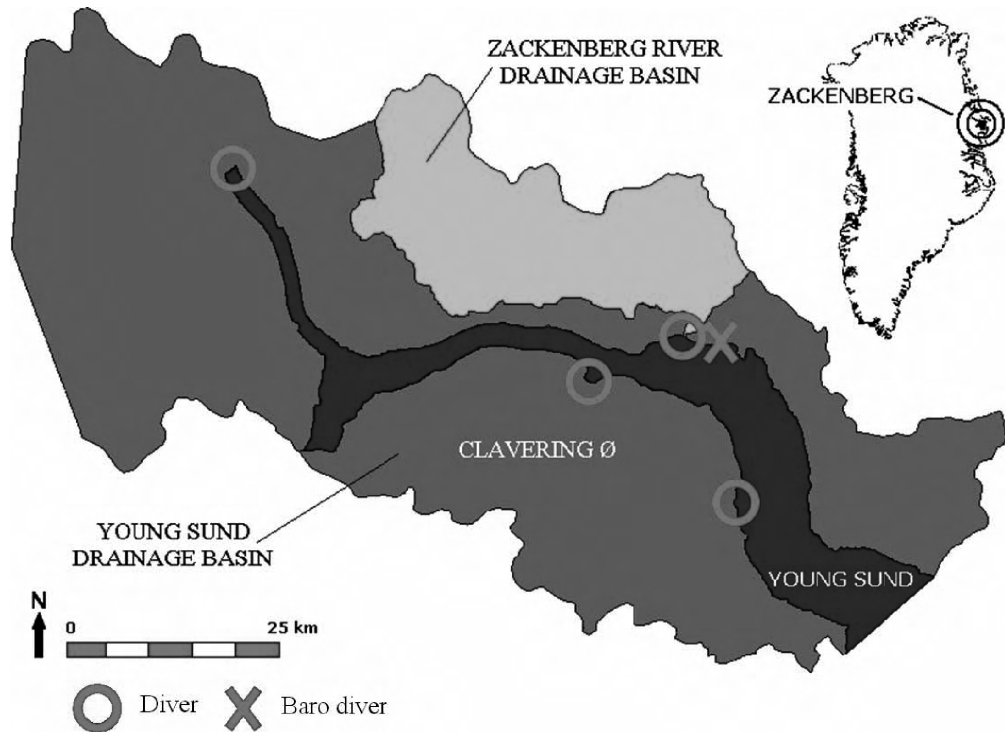 ZACKENBERG RIVER
DRAINAGE BASIN
ZACKENBERG
CLAVERING Ø
YOUNG SUND
DRAINAGE BASIN
YOUNG SUND
N
0 25 km
Diver
Baro diver